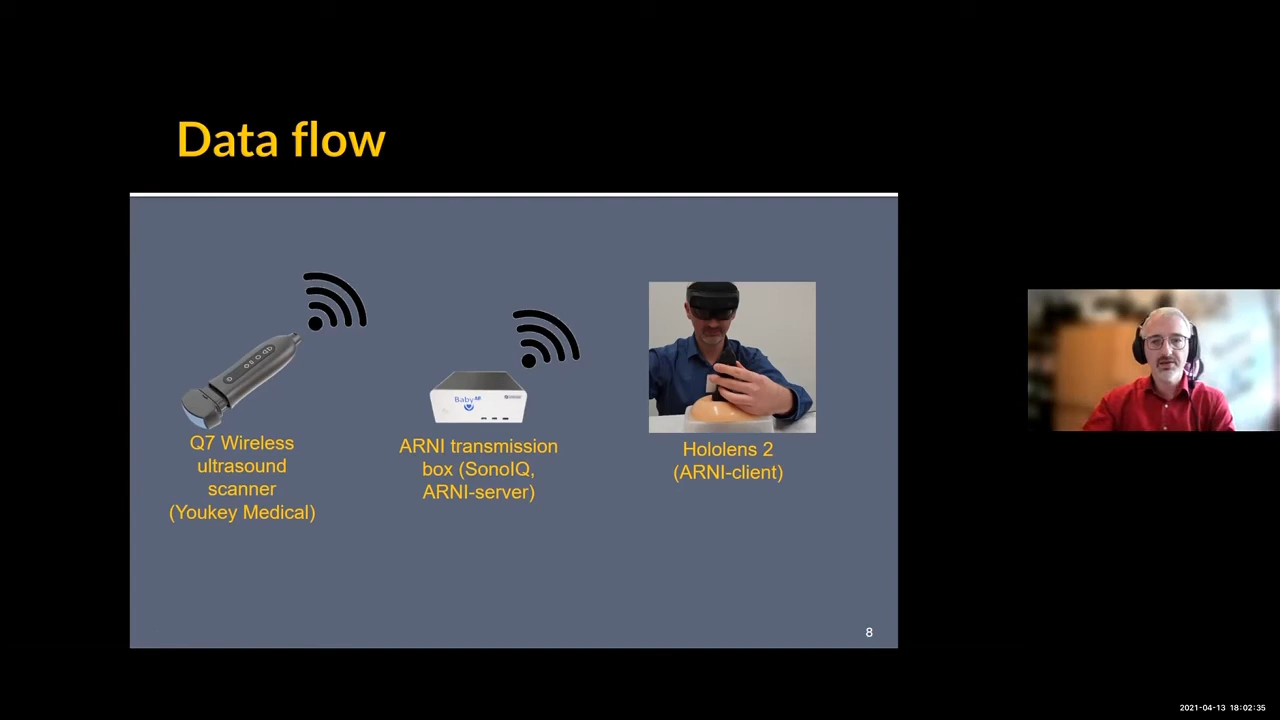 Data flow
Baby AR
Q7 Wireless
ultrasound
scanner
(Youkey Medical)
ARNI transmission
box (SonoIQ,
ARNI-server)
Hololens 2
(ARNI-client)
8
2021-04-13 18:02:35